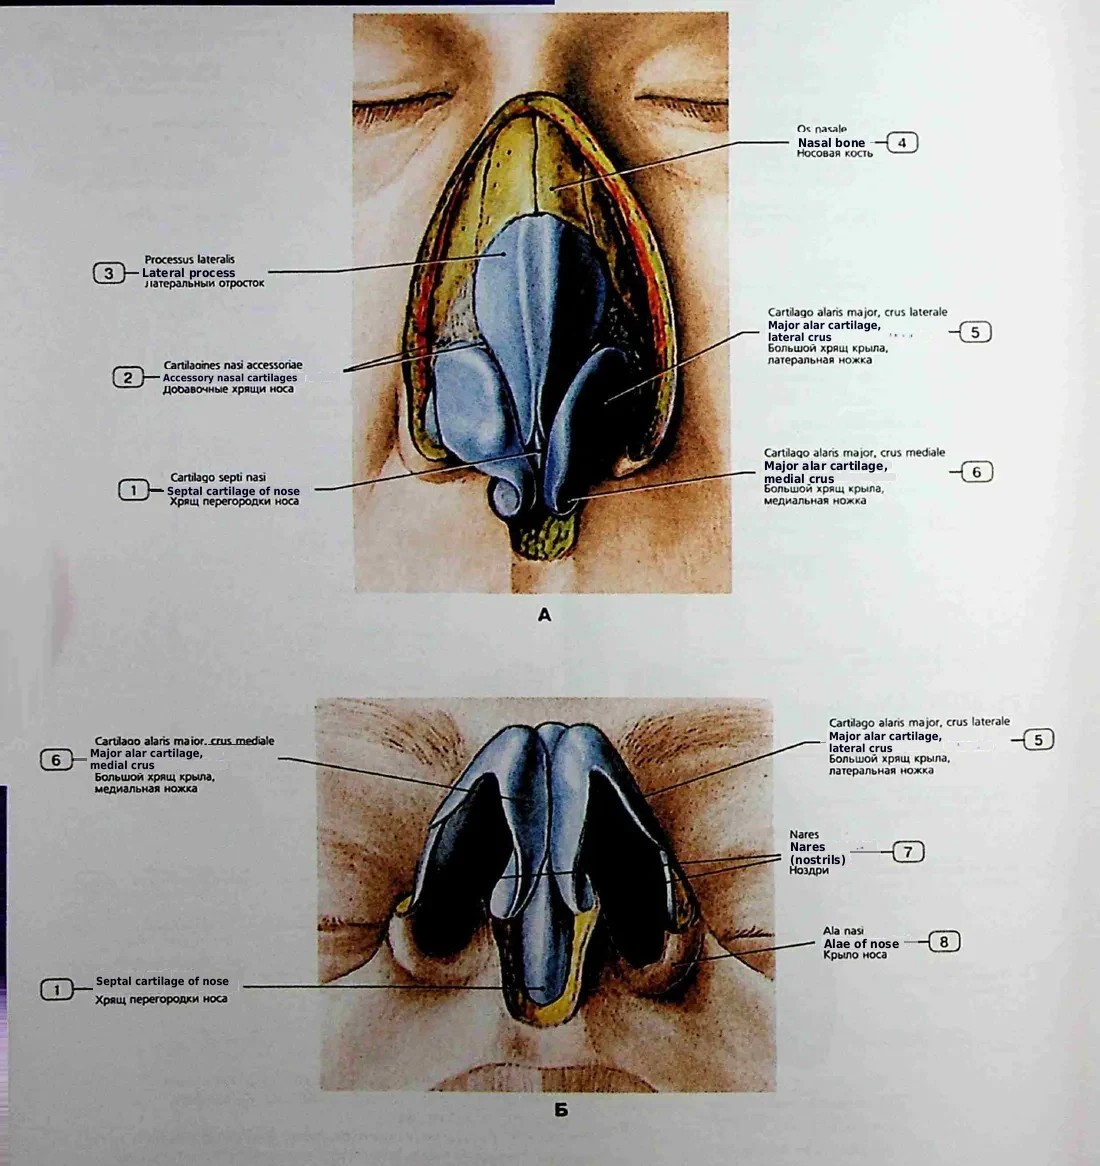 Os nasale
Nasal bone
Носовая кость
4
Processus lateralis
Lateral process
Латеральный отросток
3
Cartilago alaris major, crus laterale
Major alar cartilage,
lateral crus
Большой хрящ крыла,
латеральная ножка
5
Cartilagines nasi accessoriae
Accessory nasal cartilages
Добавочные хрящи носа
2
Cartilago alaris major, crus mediale
Major alar cartilage,
medial crus
Большой хрящ крыла,
медиальная ножка
6
Cartilago septi nasi
Septal cartilage of nose
Хрящ перегородки носа
1
А
Cartilago alaris major, crus laterale
Major alar cartilage,
lateral crus
Большой хрящ крыла,
латеральная ножка
5
Cartilago alaris major, crus mediale
Major alar cartilage,
medial crus
Большой хрящ крыла,
медиальная ножка
6
Nares
Nares
(nostrils)
Ноздри
7
Ala nasi
Alae of nose
Крыло носа
8
Septal cartilage of nose
Хрящ перегородки носа
1
Б